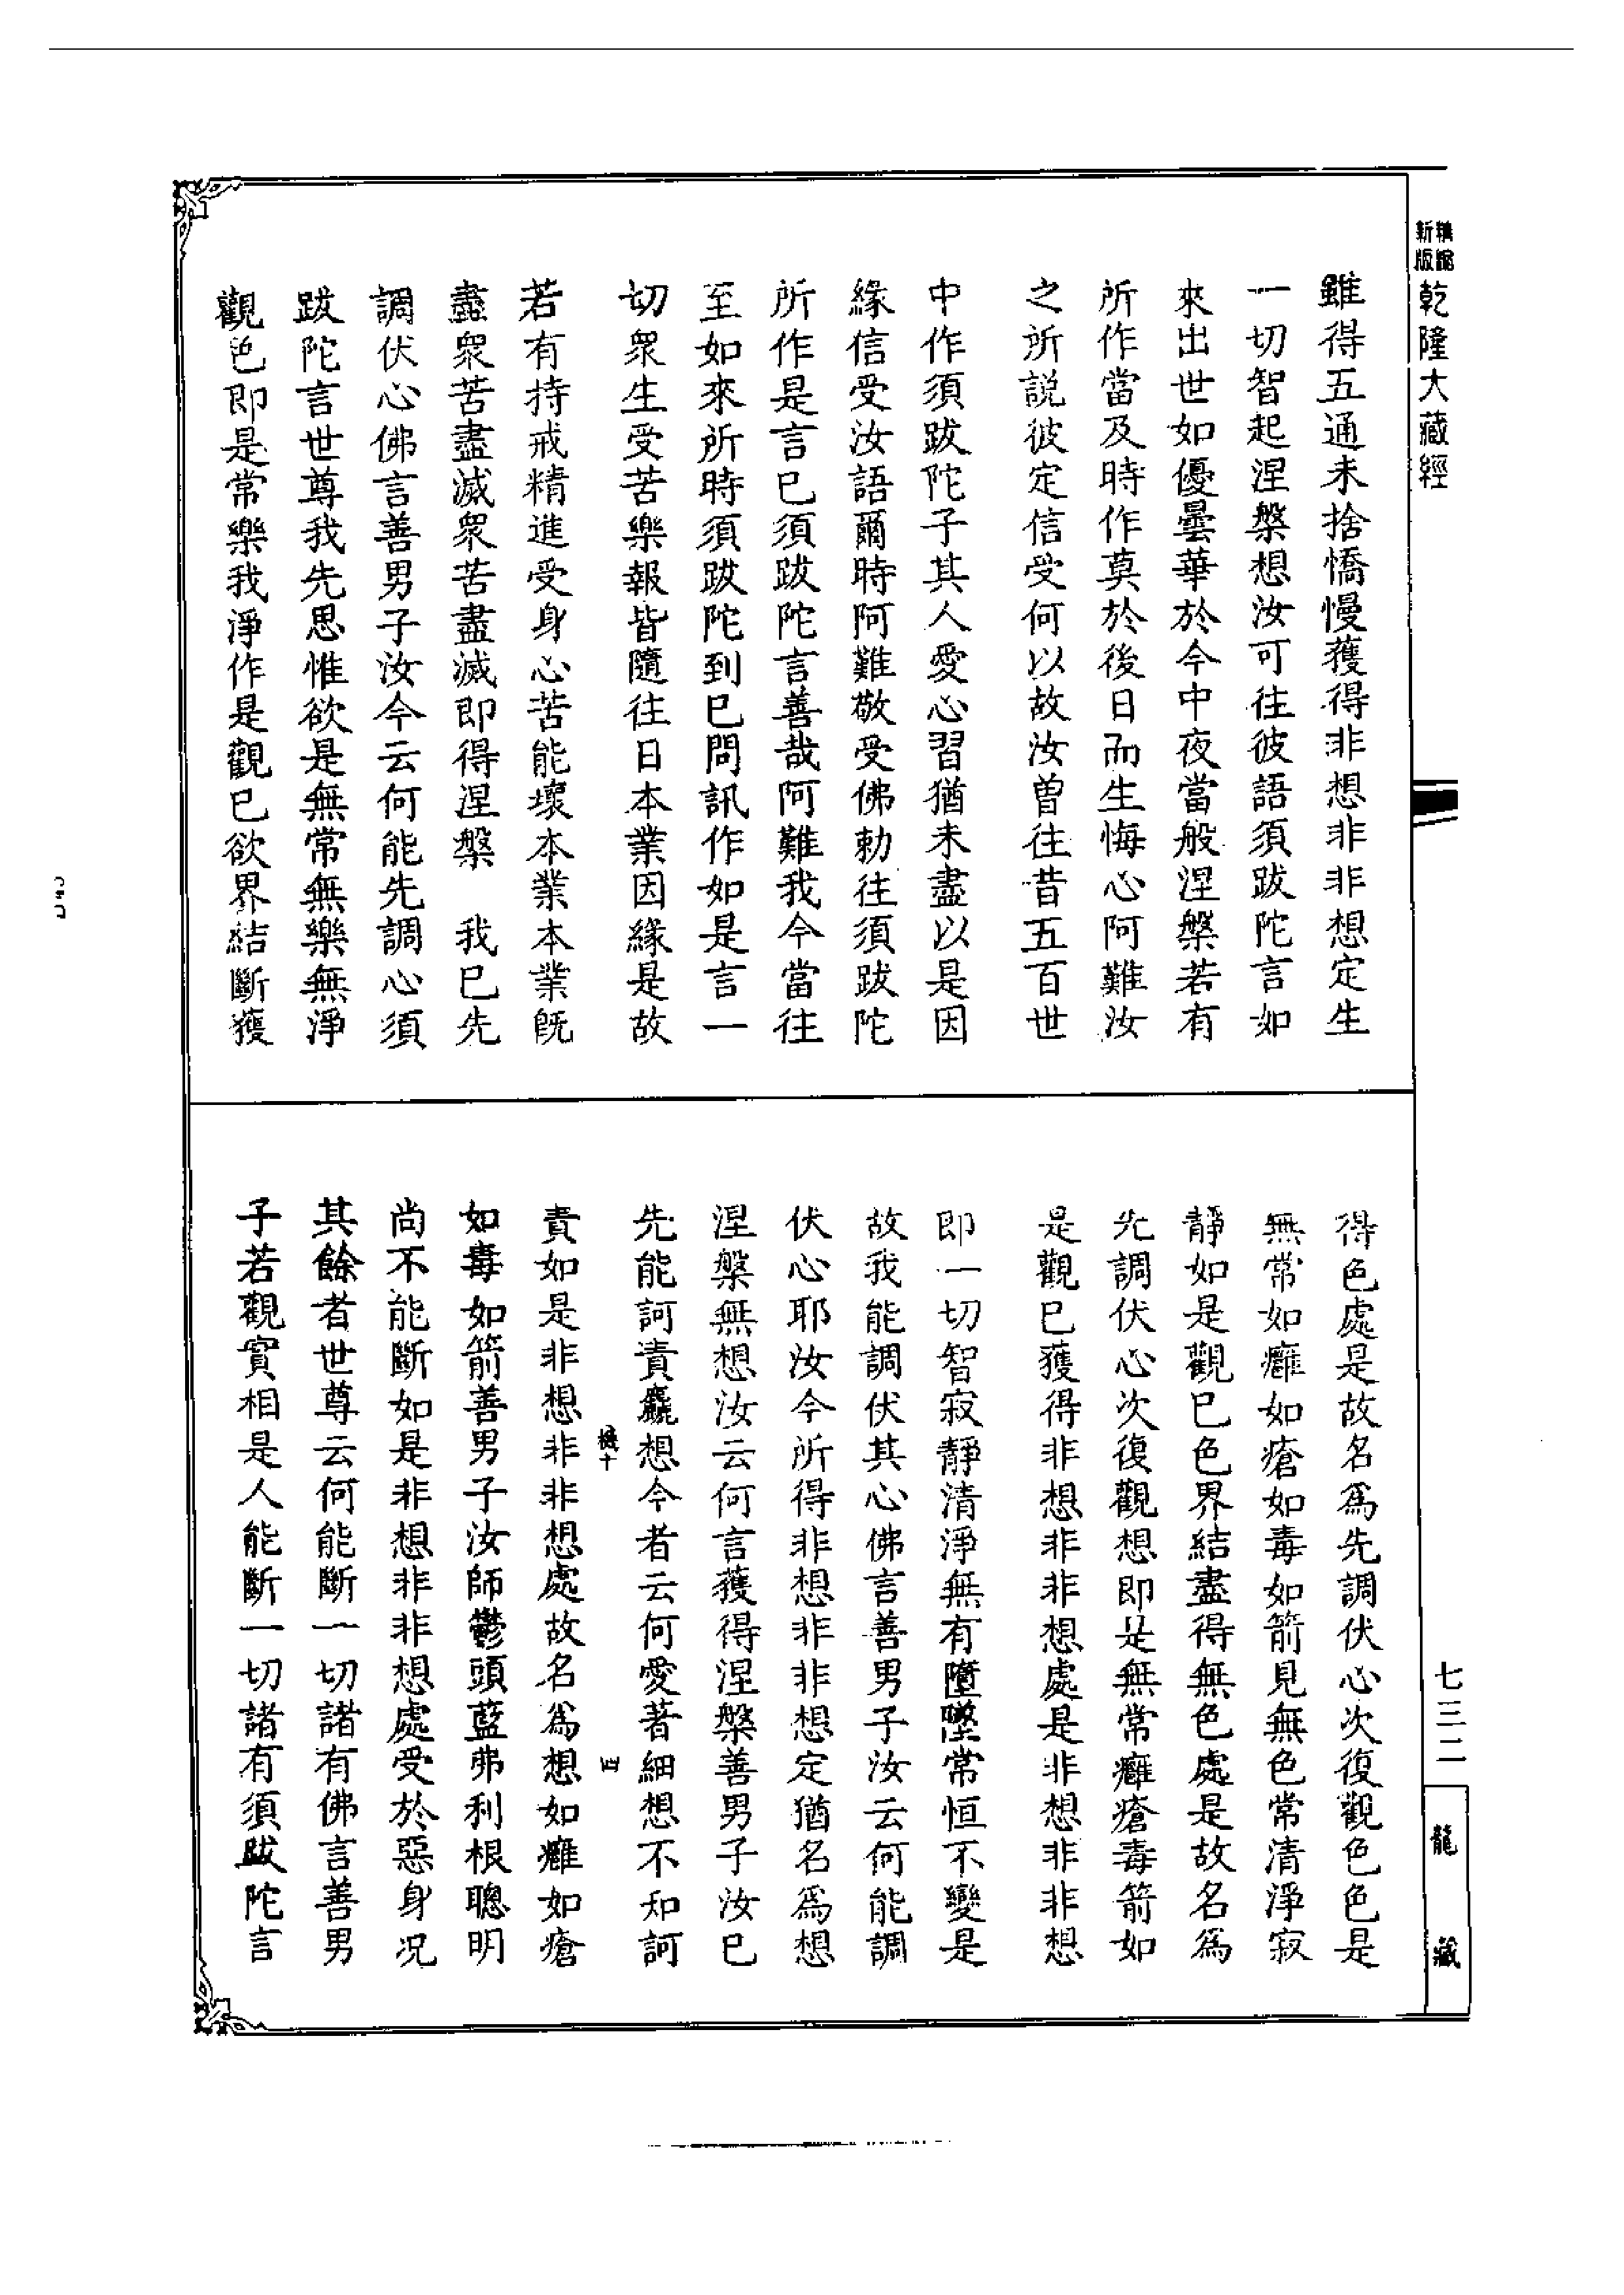 新版
乾隆大藏經
雖得五通未捨憍慢獲得非想非非想定生
一切智起涅槃想汝可往彼語須跋陀言如
來出世如優曇華於今中夜當般涅槃若有
所作當及時作莫於後日而生悔心阿難汝
之所説彼定信受何以故汝曾往昔五百世
中作須跋陀子其人愛心習猶未盡以是因
緣信受汝語爾時阿難敬受佛勅往須跋陀
所作是言已須跋陀言善哉阿難我今當往
至如來所時須跋陀到已問訊作如是言一
切衆生受苦樂報皆隨往日本業因緣是故
若有持戒精進受身心苦能壞本業本業既
盡衆苦盡滅衆苦盡滅即得涅槃　我已先
調伏心佛言善男子汝今云何能先調心須
跋陀言世尊我先思惟欲是無常無樂無淨
觀色即是常樂我淨作是觀已欲界結斷獲
得色處是故名爲先調伏心次復觀色色是
無常如癰如瘡如毒如箭見無色常清淨寂
靜如是觀已色界結盡得無色處是故名爲
先調伏心次復觀想即是無常癰瘡毒箭如
是觀已獲得非想非非想處是非想非非想
即一切智寂靜清淨無有墮墜常恒不變是
故我能調伏其心佛言善男子汝云何能調
伏心耶汝今所得非想非非想定猶名爲想
涅槃無想汝云何言獲得涅槃善男子汝已
先能訶責麤想今者云何愛著細想不知訶
責如是非想非非想處故名爲想如癰如瘡
如毒如箭善男子汝師鬱頭藍弗利根聰明
尚不能斷如是非想非非想處受於惡身况
其餘者世尊云何能斷一切諸有佛言善男
子若觀實相是人能斷一切諸有須跋陀言
十
四
七三二
龍藏